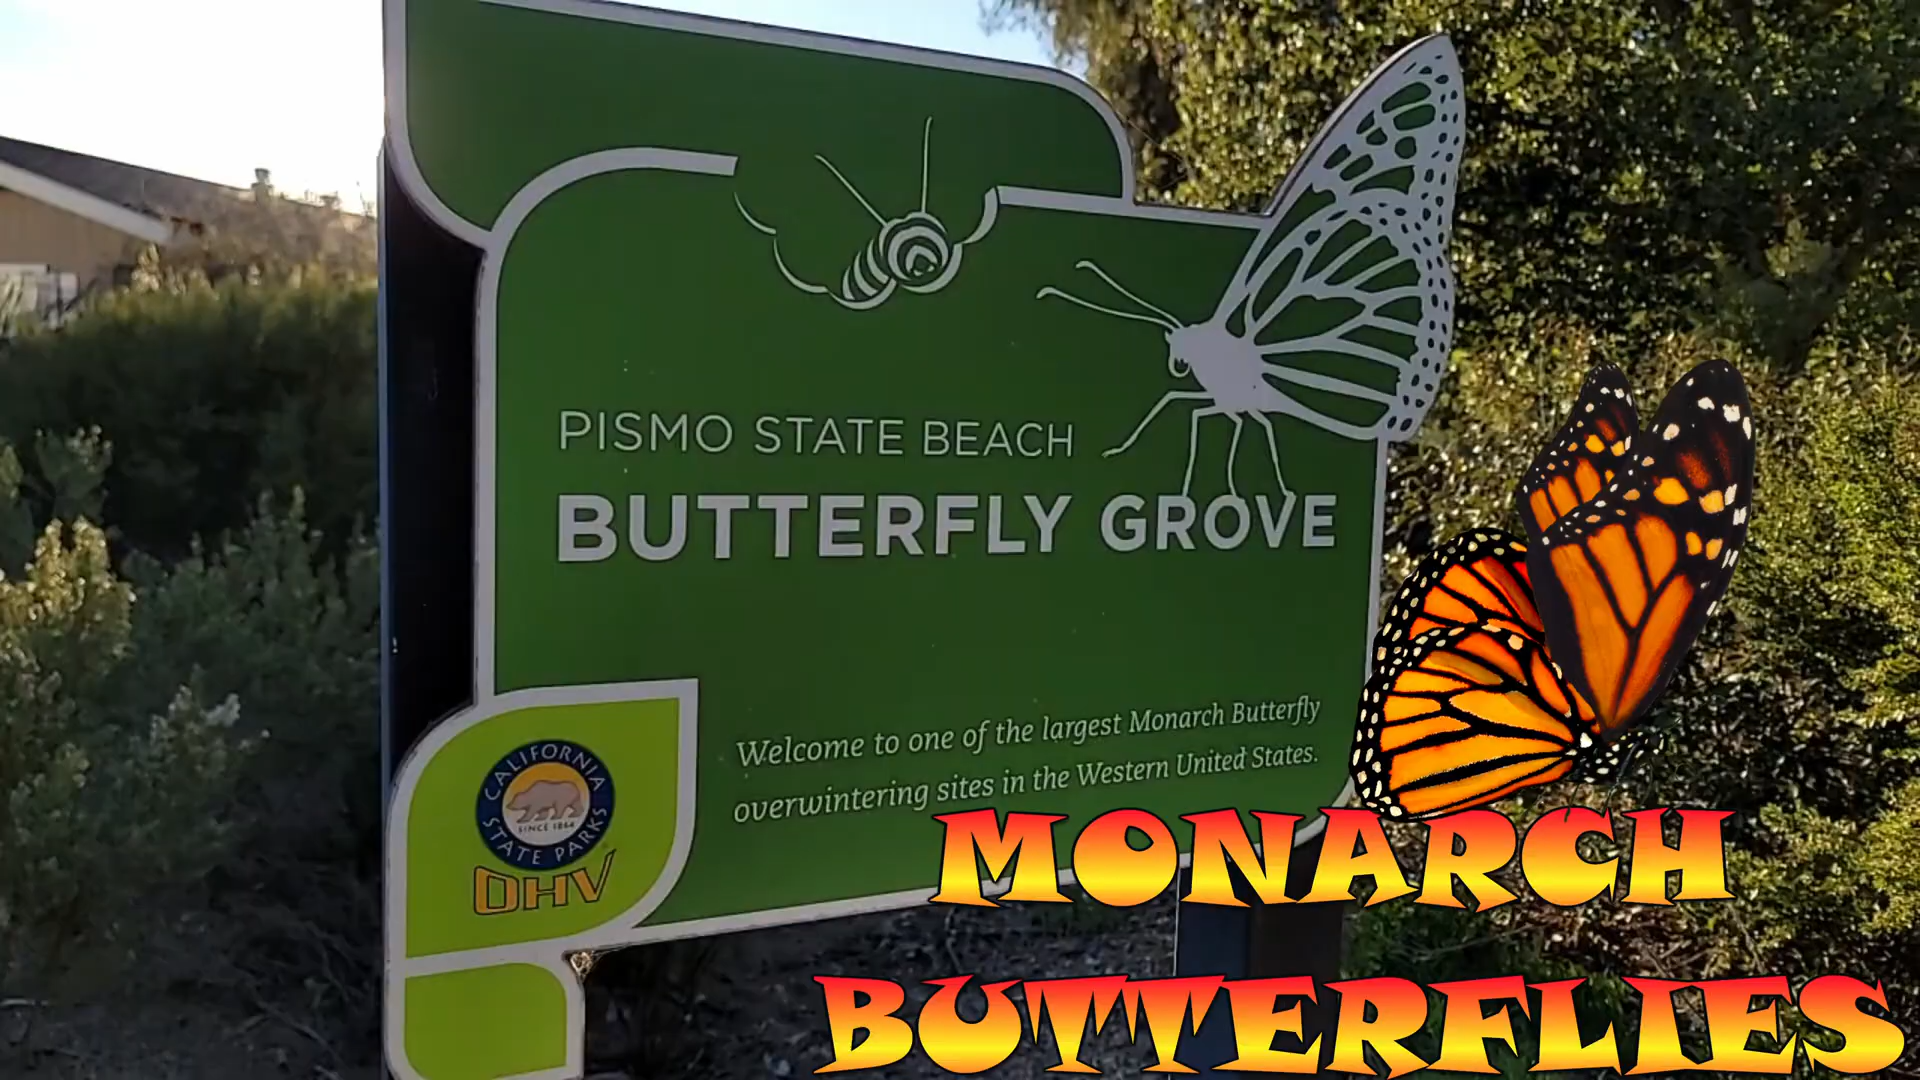 PISMO STATE BEACH
BUTTERFLY GROVE
Welcome to one of the largest Monarch Butterfly
overwintering sites in the Western United States.
CALIFORNIA
SINCE 1864
STATE PARKS
OHV
MONARCH
BUTTERFLIES